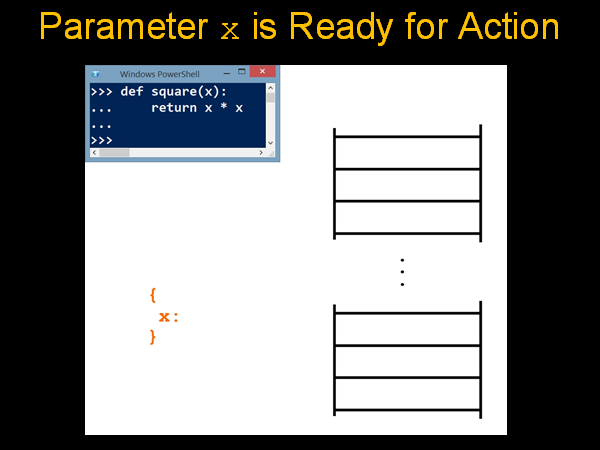 Parameter x is Ready for Action
Windows PowerShell
>>> def square(x):
...     return x * x
...
>>>
{
x:
}